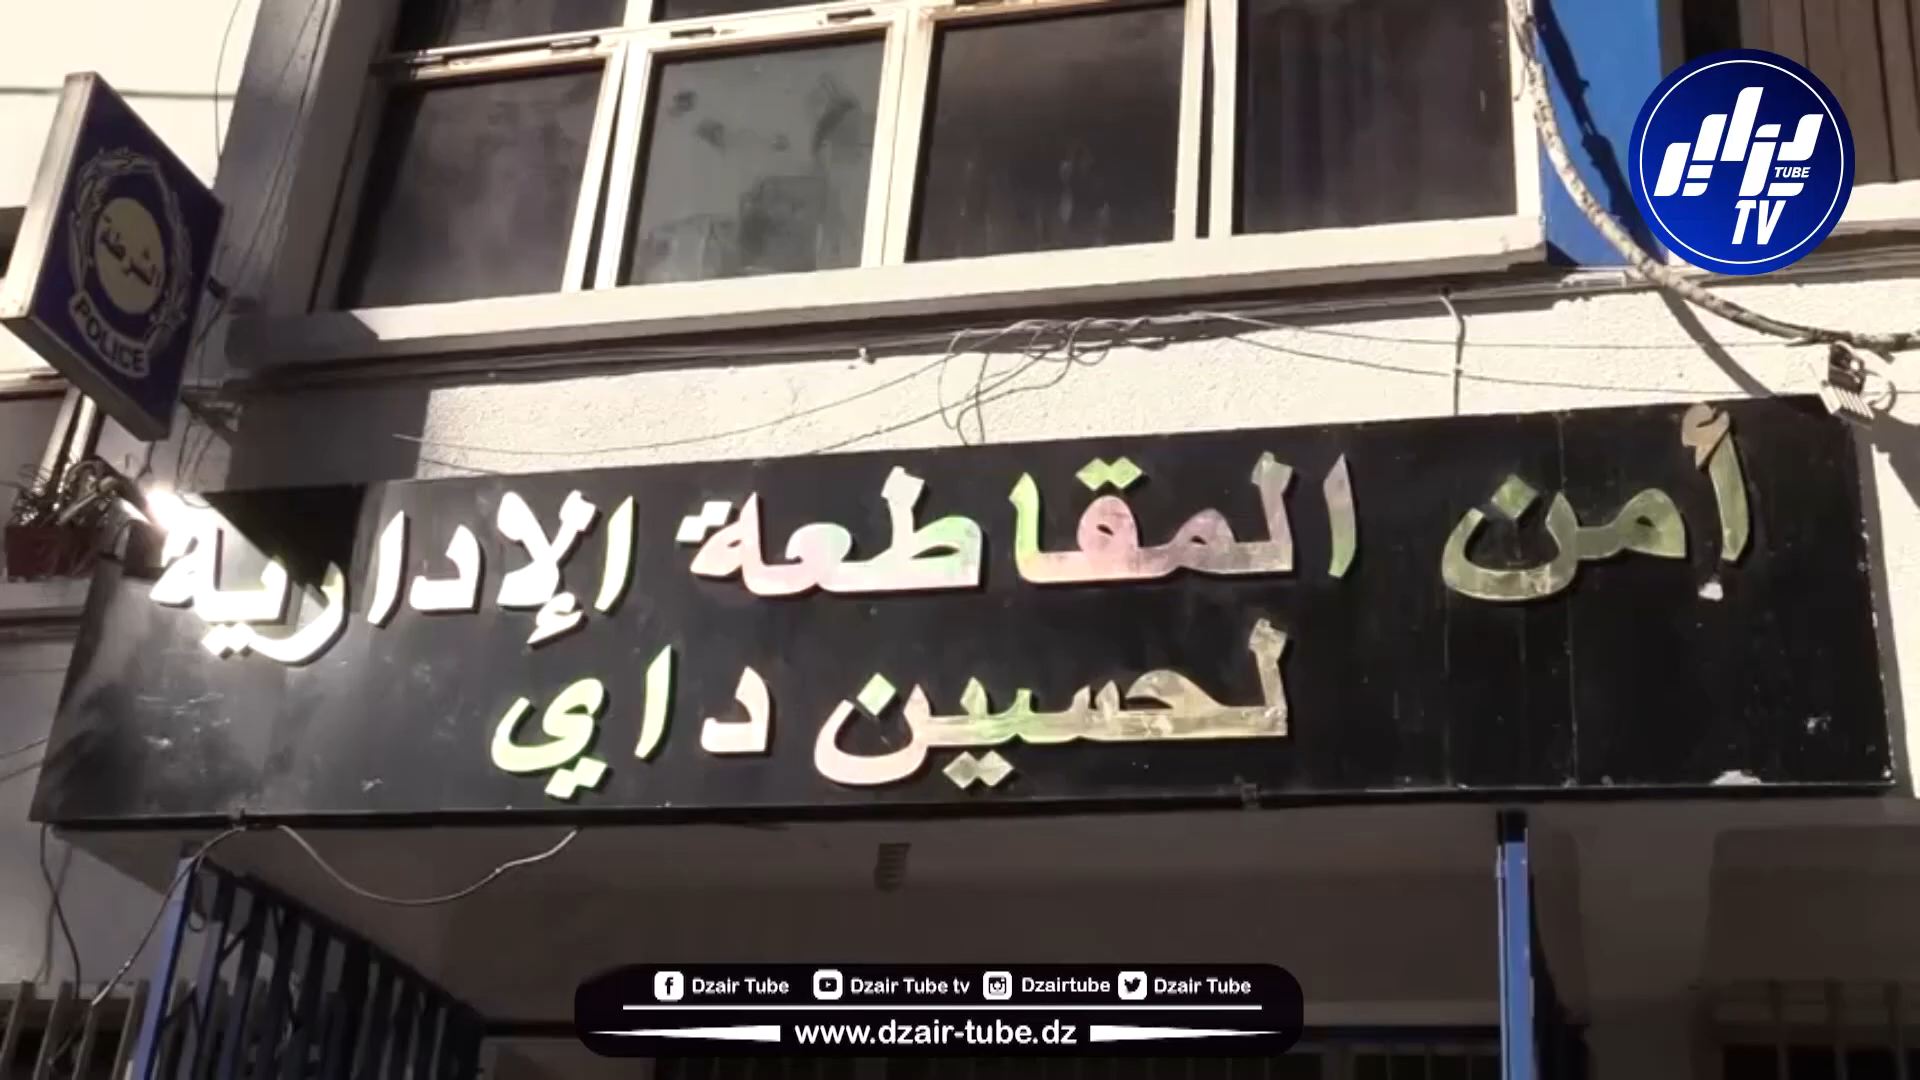 الشرطة
POLICE
TUBE
TV
أمن المقاطعة الإدارية
لحسين داي
Dzair Tube Dzair Tube tv Dzairtube Dzair Tube
www.dzair-tube.dz